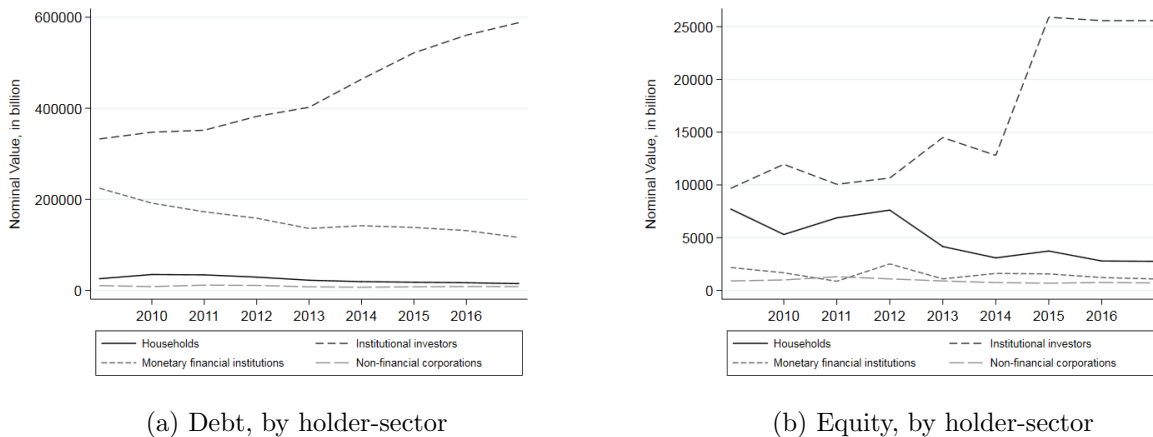 600000
400000
200000
0
Nominal Value, in billion
2010 2011 2012 2013 2014 2015 2016
Households
Institutional investors
Monetary financial institutions
Non-financial corporations
(a) Debt, by holder-sector
25000
20000
15000
10000
5000
0
Nominal Value, in billion
2010 2011 2012 2013 2014 2015 2016
Households
Institutional investors
Monetary financial institutions
Non-financial corporations
(b) Equity, by holder-sector